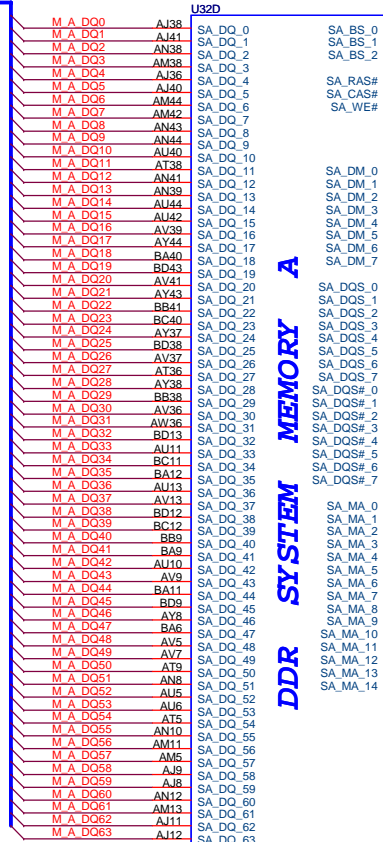 U32D
M_A_DQ0 AJ38 SA_DQ_0 SA_BS_0
M_A_DQ1 AJ41 SA_DQ_1 SA_BS_1
M_A_DQ2 AN38 SA_DQ_2 SA_BS_2
M_A_DQ3 AM38 SA_DQ_3
M_A_DQ4 AJ36 SA_DQ_4 SA_RAS#
M_A_DQ5 AJ40 SA_DQ_5 SA_CAS#
M_A_DQ6 AM44 SA_DQ_6 SA_WE#
M_A_DQ7 AM42 SA_DQ_7
M_A_DQ8 AN43 SA_DQ_8
M_A_DQ9 AN44 SA_DQ_9
M_A_DQ10 AU40 SA_DQ_10
M_A_DQ11 AT38 SA_DQ_11 SA_DM_0
M_A_DQ12 AN41 SA_DQ_12 SA_DM_1
M_A_DQ13 AN39 SA_DQ_13 SA_DM_2
M_A_DQ14 AU44 SA_DQ_14 SA_DM_3
M_A_DQ15 AU42 SA_DQ_15 SA_DM_4
M_A_DQ16 AV39 SA_DQ_16 SA_DM_5
M_A_DQ17 AY44 SA_DQ_17 SA_DM_6
M_A_DQ18 BA40 SA_DQ_18 SA_DM_7
M_A_DQ19 BD43 SA_DQ_19
M_A_DQ20 AV41 SA_DQ_20 SA_DQS_0
M_A_DQ21 AY43 SA_DQ_21 SA_DQS_1
M_A_DQ22 BB41 SA_DQ_22 SA_DQS_2
M_A_DQ23 BC40 SA_DQ_23 SA_DQS_3
M_A_DQ24 AY37 SA_DQ_24 SA_DQS_4
M_A_DQ25 BD38 SA_DQ_25 SA_DQS_5
M_A_DQ26 AV37 SA_DQ_26 SA_DQS_6
M_A_DQ27 AT36 SA_DQ_27 SA_DQS_7
M_A_DQ28 AY38 SA_DQ_28 SA_DQS#_0
M_A_DQ29 BB38 SA_DQ_29 SA_DQS#_1
M_A_DQ30 AV36 SA_DQ_30 SA_DQS#_2
M_A_DQ31 AW36 SA_DQ_31 SA_DQS#_3
M_A_DQ32 BD13 SA_DQ_32 SA_DQS#_4
M_A_DQ33 AU11 SA_DQ_33 SA_DQS#_5
M_A_DQ34 BC11 SA_DQ_34 SA_DQS#_6
M_A_DQ35 BA12 SA_DQ_35 SA_DQS#_7
M_A_DQ36 AU13 SA_DQ_36
M_A_DQ37 AV13 SA_DQ_37 SA_MA_0
M_A_DQ38 BD12 SA_DQ_38 SA_MA_1
M_A_DQ39 BC12 SA_DQ_39 SA_MA_2
M_A_DQ40 BB9 SA_DQ_40 SA_MA_3
M_A_DQ41 BA9 SA_DQ_41 SA_MA_4
M_A_DQ42 AU10 SA_DQ_42 SA_MA_5
M_A_DQ43 AV9 SA_DQ_43 SA_MA_6
M_A_DQ44 BA11 SA_DQ_44 SA_MA_7
M_A_DQ45 BD9 SA_DQ_45 SA_MA_8
M_A_DQ46 AY8 SA_DQ_46 SA_MA_9
M_A_DQ47 BA6 SA_DQ_47 SA_MA_10
M_A_DQ48 AV5 SA_DQ_48 SA_MA_11
M_A_DQ49 AV7 SA_DQ_49 SA_MA_12
M_A_DQ50 AT9 SA_DQ_50 SA_MA_13
M_A_DQ51 AN8 SA_DQ_51 SA_MA_14
M_A_DQ52 AU5 SA_DQ_52
M_A_DQ53 AU6 SA_DQ_53
M_A_DQ54 AT5 SA_DQ_54
M_A_DQ55 AN10 SA_DQ_55
M_A_DQ56 AM11 SA_DQ_56
M_A_DQ57 AM5 SA_DQ_57
M_A_DQ58 AJ9 SA_DQ_58
M_A_DQ59 AJ8 SA_DQ_59
M_A_DQ60 AN12 SA_DQ_60
M_A_DQ61 AM13 SA_DQ_61
M_A_DQ62 AJ11 SA_DQ_62
M_A_DQ63 AJ12 SA_DQ_63
DDR SYSTEM MEMORY A